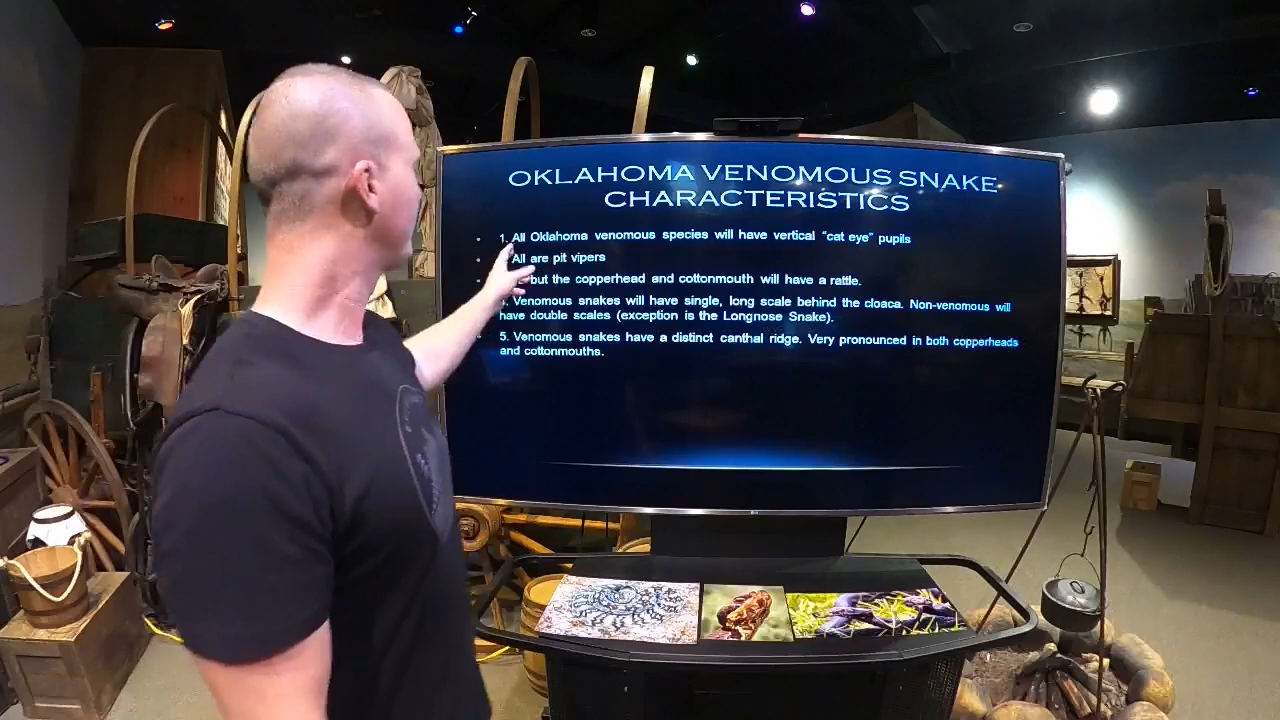 OKLAHOMA VENOMOUS SNAKE
CHARACTERISTICS
1. All Oklahoma venomous species will have vertical “cat eye” pupils
All are pit vipers
but the copperhead and cottonmouth will have a rattle.
Venomous snakes will have single, long scale behind the cloaca. Non-venomous will
have double scales (exception is the Longnose Snake).
5. Venomous snakes have a distinct canthal ridge. Very pronounced in both copperheads
and cottonmouths.